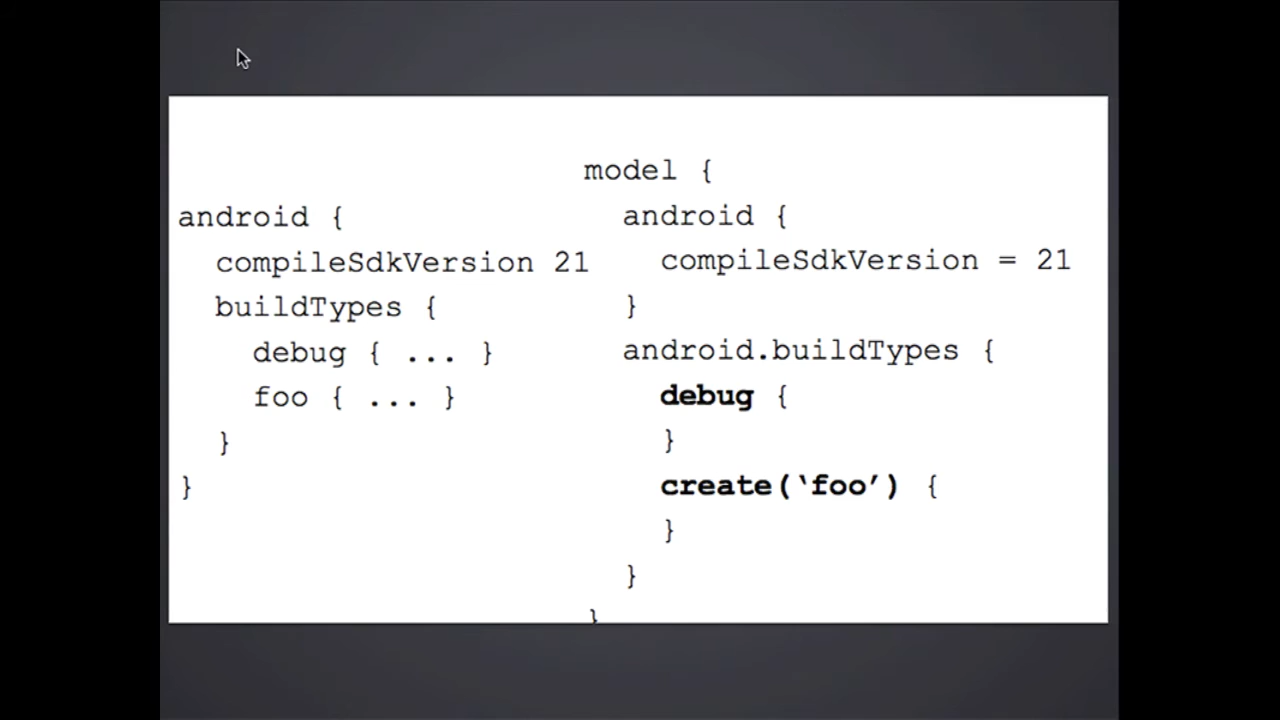 android {
compileSdkVersion 21
buildTypes {
debug { ... }
foo { ... }
}
}
model {
android {
compileSdkVersion = 21
}
android.buildTypes {
debug {
}
create(‘foo’) {
}
}
}